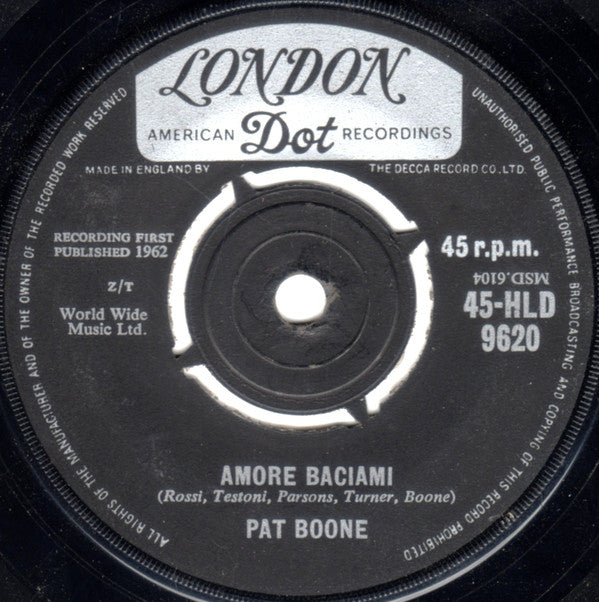 LONDON
AMERICAN Dot RECORDINGS
MADE IN ENGLAND BY THE DECCA RECORD CO., LTD.
RECORDING FIRST
PUBLISHED 1962
Z/T
World Wide
Music Ltd.
45 r.p.m.
MSD.6104
45-HLD
9620
AMORE BACIAMI
(Rossi, Testoni, Parsons, Turner, Boone)
PAT BOONE
ALL RIGHTS OF THE MANUFACTURER AND OF THE OWNER OF THE RECORDED WORK RESERVED
UNAUTHORISED PUBLIC PERFORMANCE BROADCASTING AND COPYING OF THIS RECORD PROHIBITED